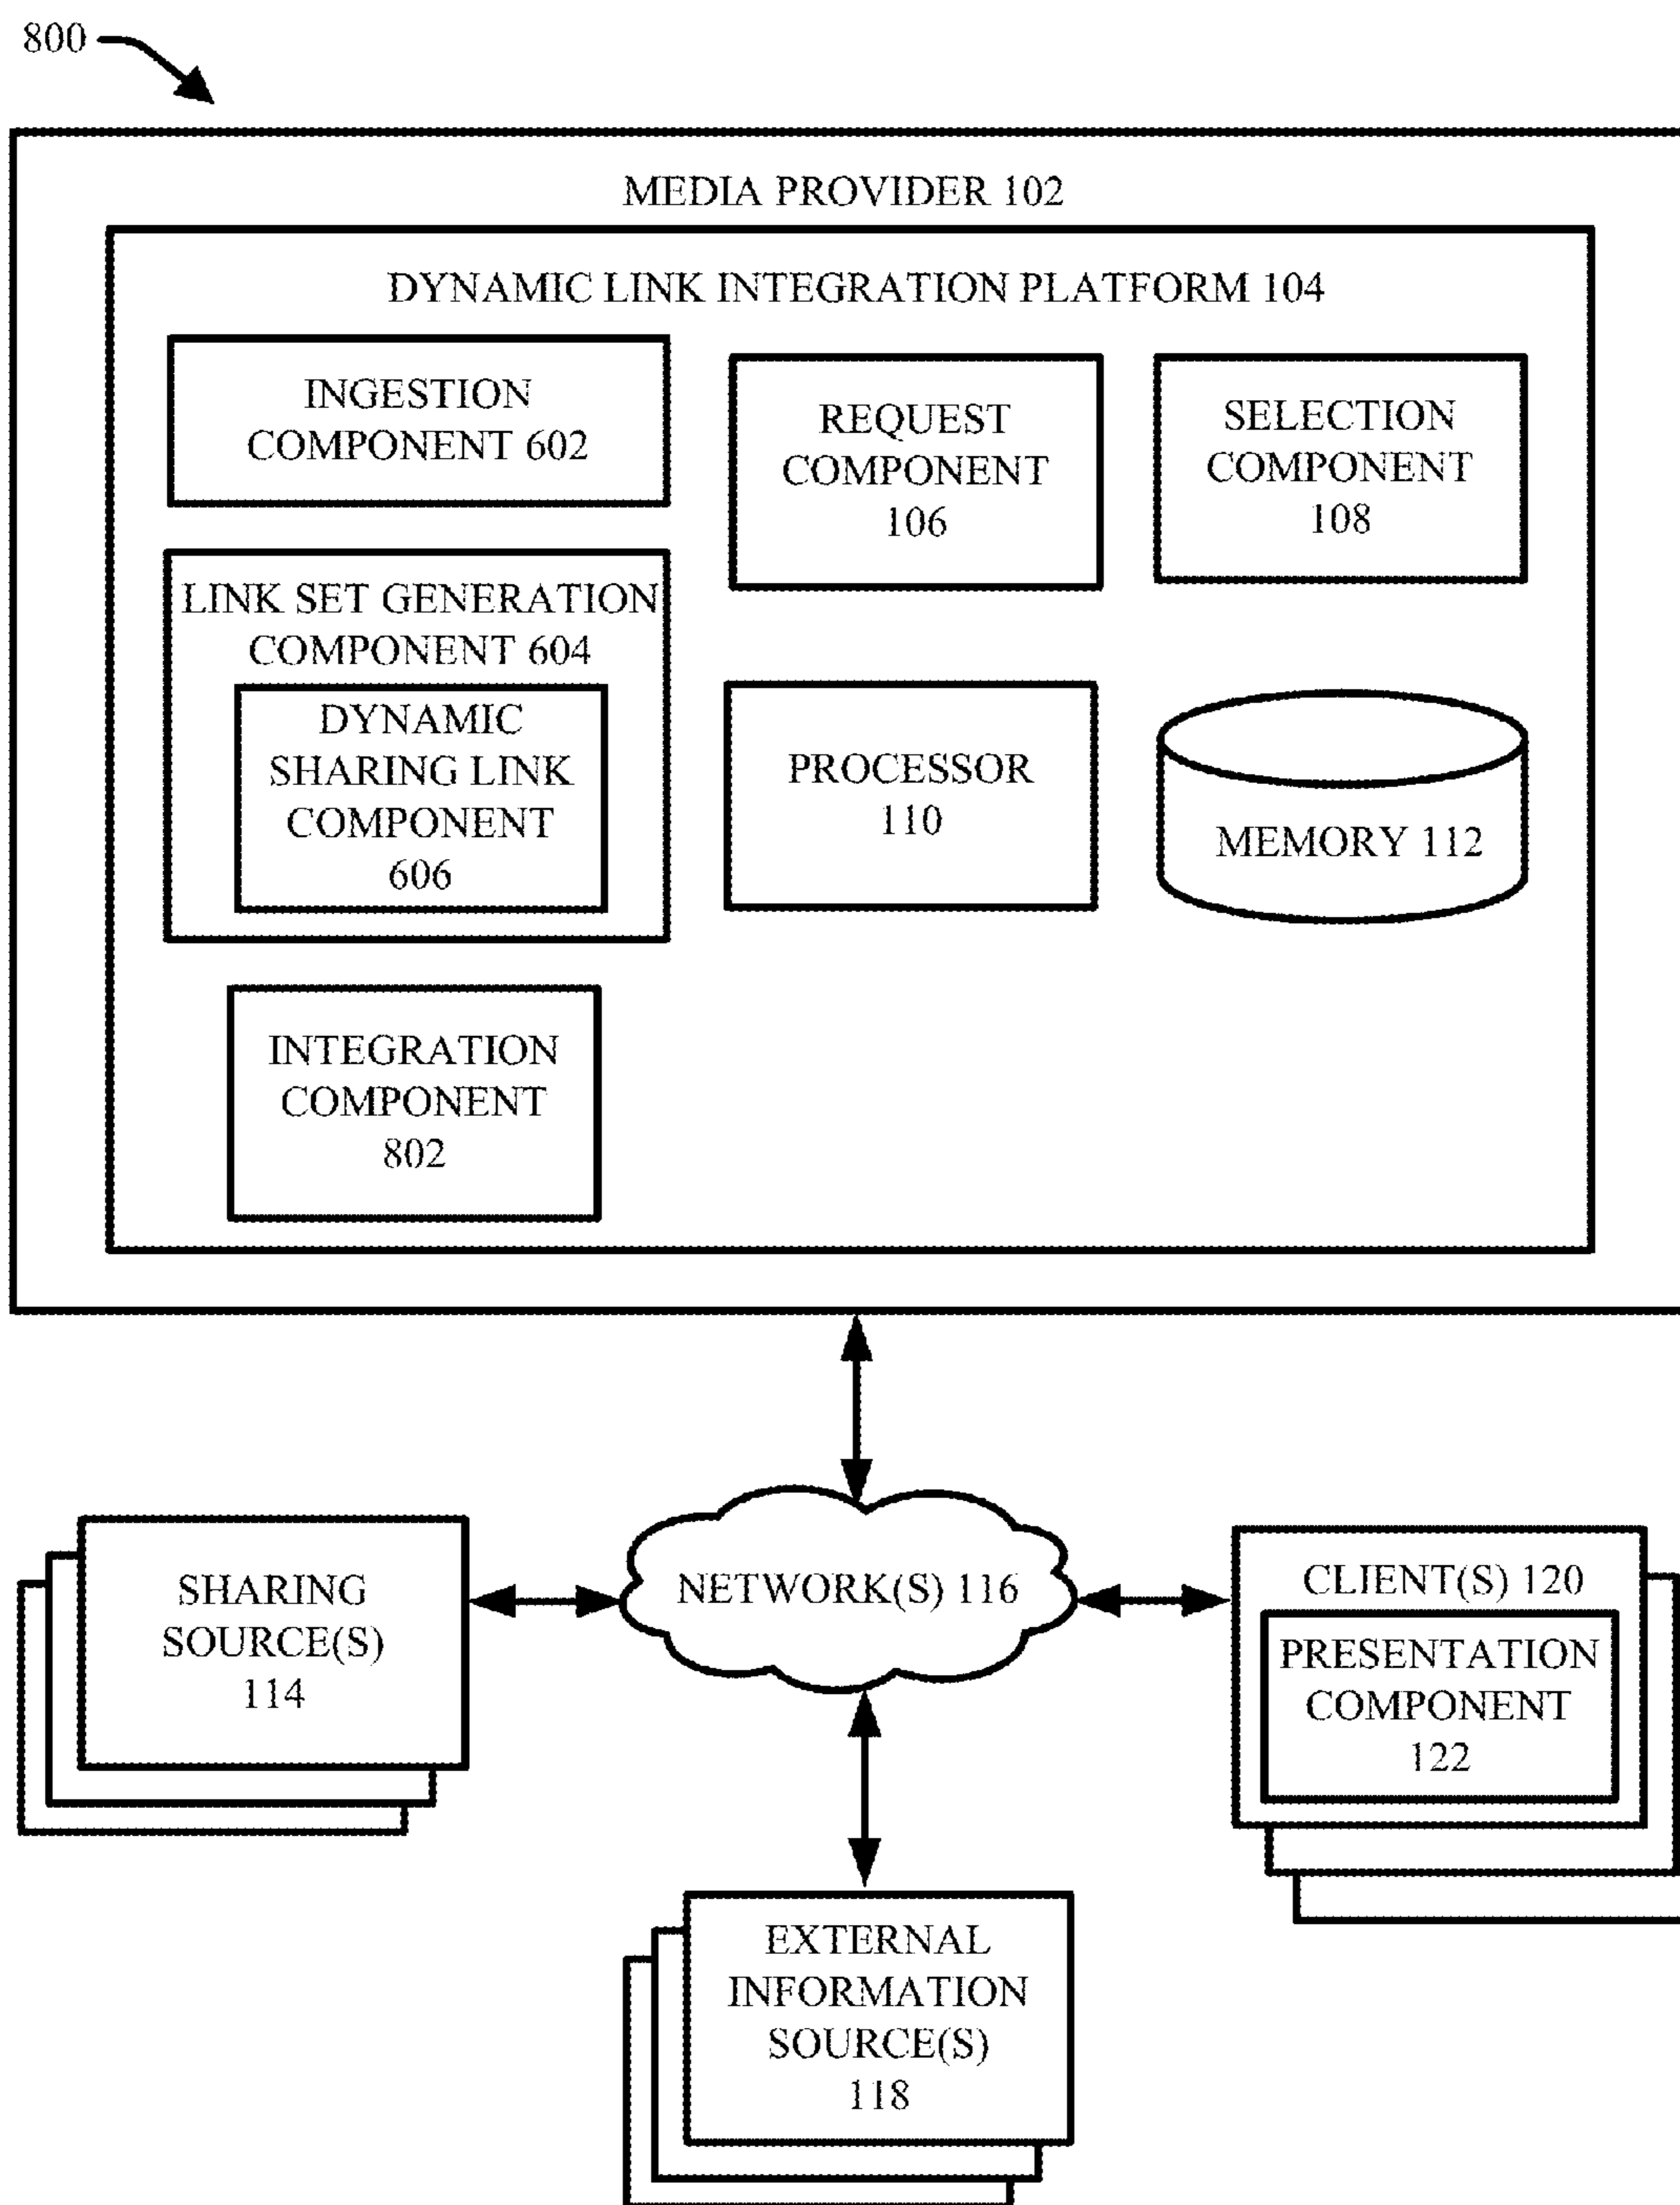 800
MEDIA PROVIDER 102
DYNAMIC LINK INTEGRATION PLATFORM 104
INGESTION
COMPONENT 602
REQUEST
COMPONENT
106
SELECTION
COMPONENT
108
LINK SET GENERATION
COMPONENT 604
DYNAMIC
SHARING LINK
COMPONENT
606
PROCESSOR
110
MEMORY 112
INTEGRATION
COMPONENT
802
SHARING
SOURCE(S)
114
NETWORK(S) 116
CLIENT(S) 120
PRESENTATION
COMPONENT
122
EXTERNAL
INFORMATION
SOURCE(S)
118